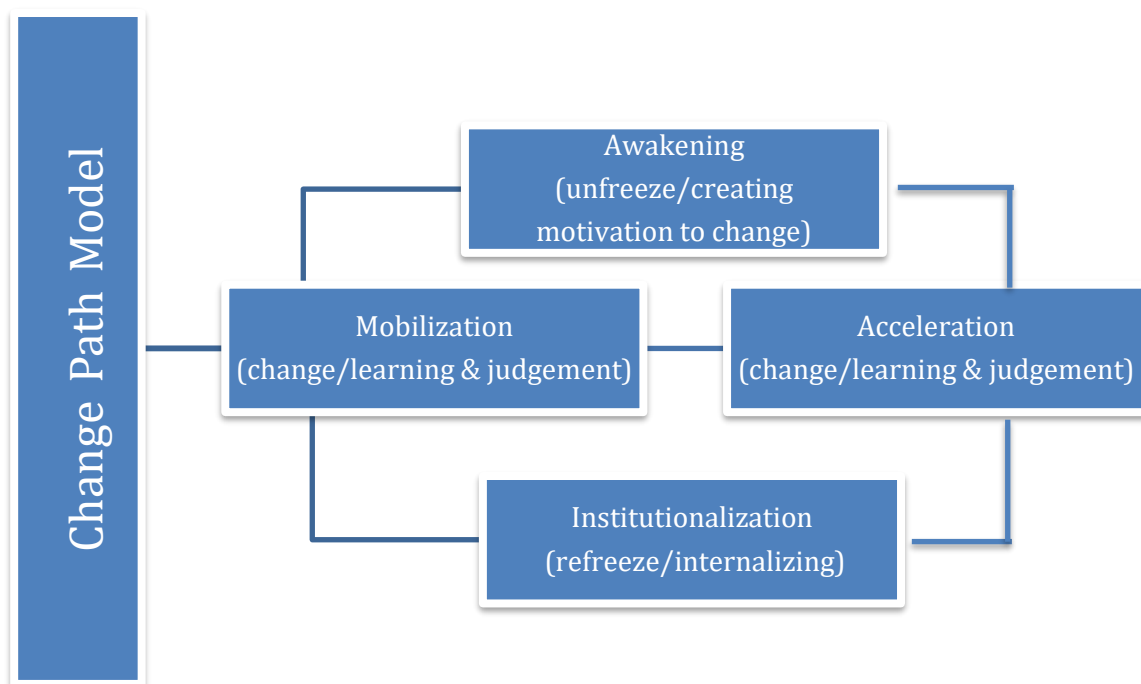 Change Path Model
Awakening
(unfreeze/creating
motivation to change)
Mobilization
(change/learning & judgement)
Acceleration
(change/learning & judgement)
Institutionalization
(refreeze/internalizing)